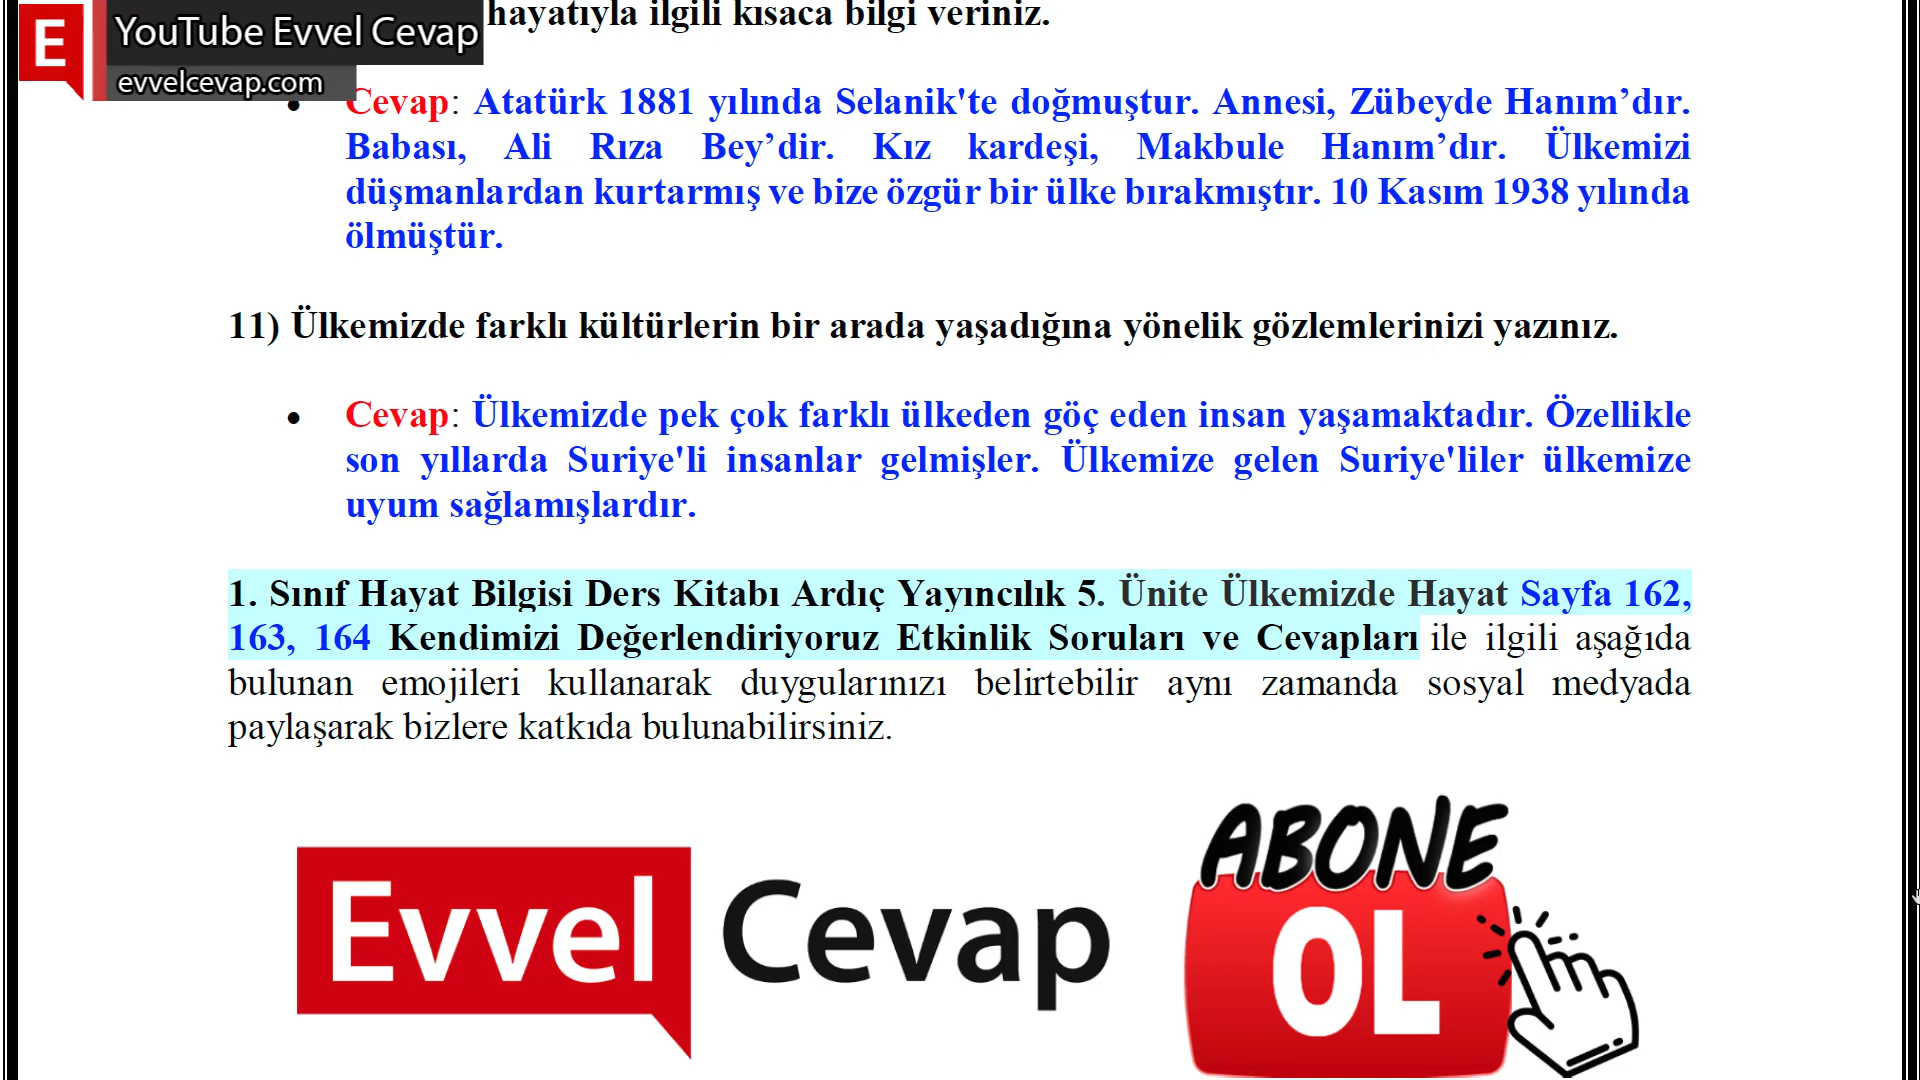 YouTube Evvel Cevap
evvelcevap.com
hayatıyla ilgili kısaca bilgi veriniz.
• Cevap: Atatürk 1881 yılında Selanik'te doğmuştur. Annesi, Zübeyde Hanım’dır.
Babası, Ali Rıza Bey’dir. Kız kardeşi, Makbule Hanım’dır. Ülkemizi
düşmanlardan kurtarmış ve bize özgür bir ülke bırakmıştır. 10 Kasım 1938 yılında
ölmüştür.
11) Ülkemizde farklı kültürlerin bir arada yaşadığına yönelik gözlemlerinizi yazınız.
• Cevap: Ülkemizde pek çok farklı ülkeden göç eden insan yaşamaktadır. Özellikle
son yıllarda Suriye'li insanlar gelmişler. Ülkemize gelen Suriye'liler ülkemize
uyum sağlamışlardır.
1. Sınıf Hayat Bilgisi Ders Kitabı Ardıç Yayıncılık 5. Ünite Ülkemizde Hayat Sayfa 162,
163, 164 Kendimizi Değerlendiriyoruz Etkinlik Soruları ve Cevapları ile ilgili aşağıda
bulunan emojileri kullanarak duygularınızı belirtebilir aynı zamanda sosyal medyada
paylaşarak bizlere katkıda bulunabilirsiniz.
Evvel Cevap
ABONE
OL
E